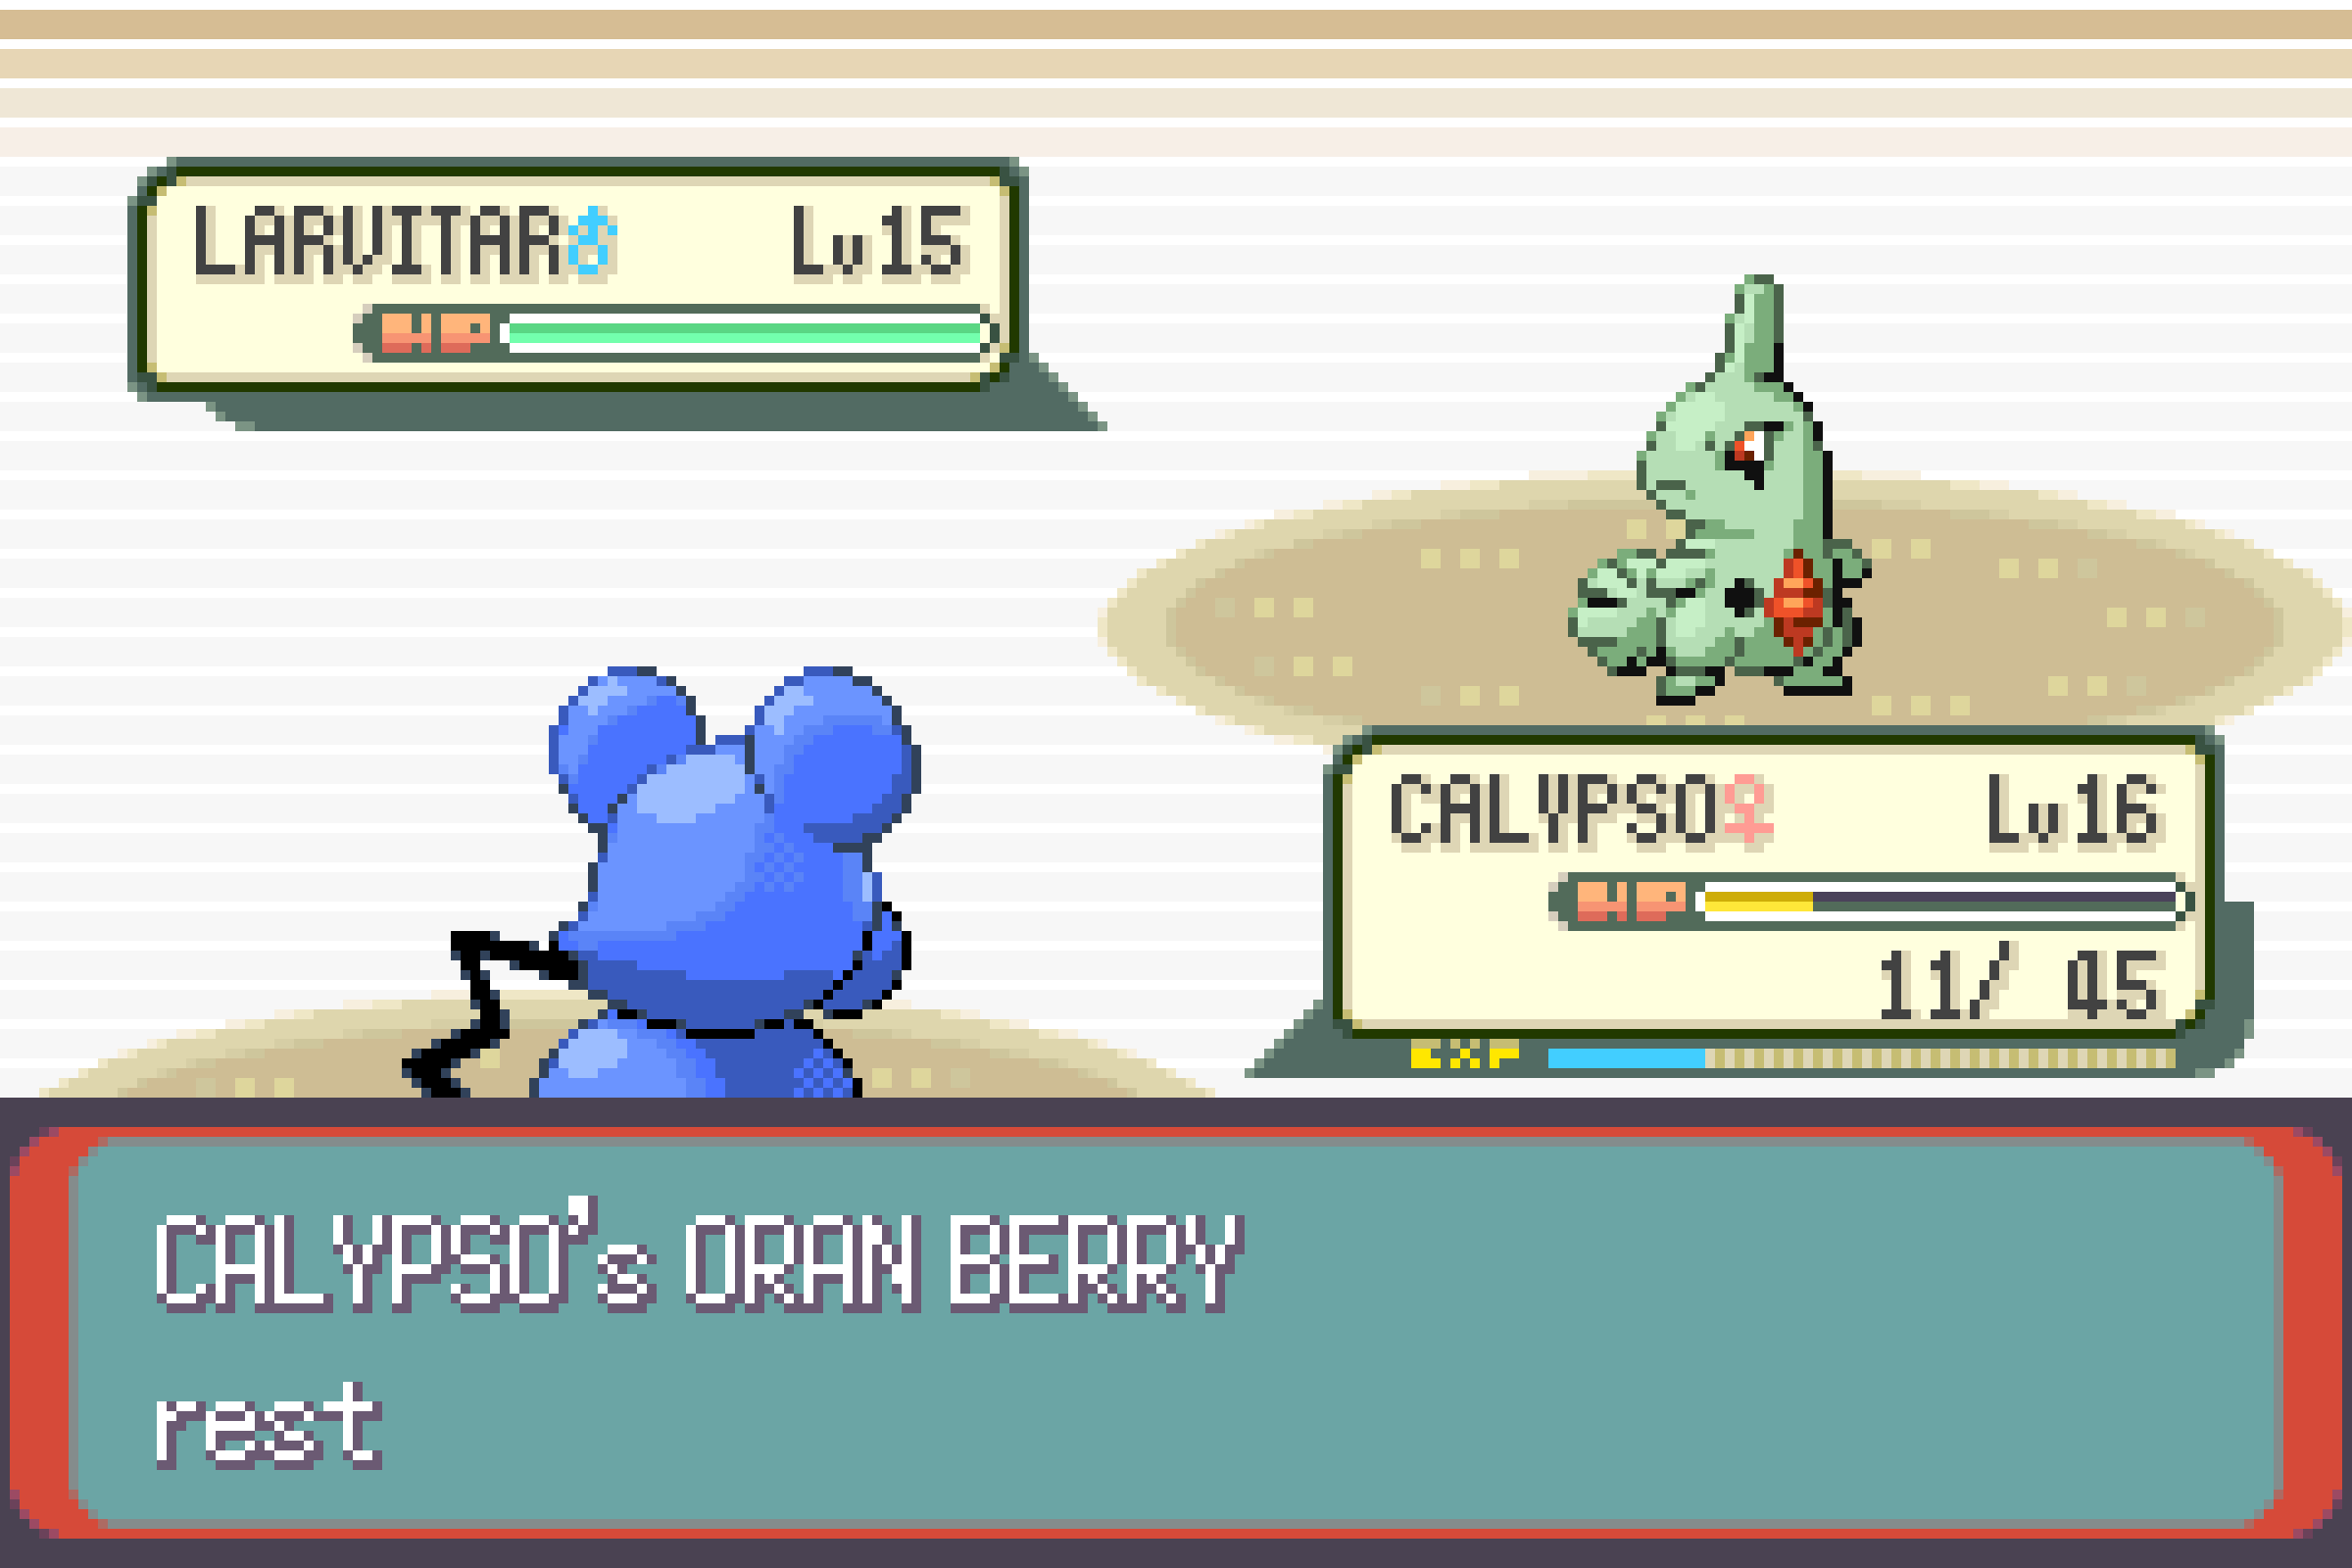 LARVITAR♂ Lv15
HP
CALYPSO♀ Lv16
HP
11/ 45
EXP
CALYPSO's ORAN BERRY
rest